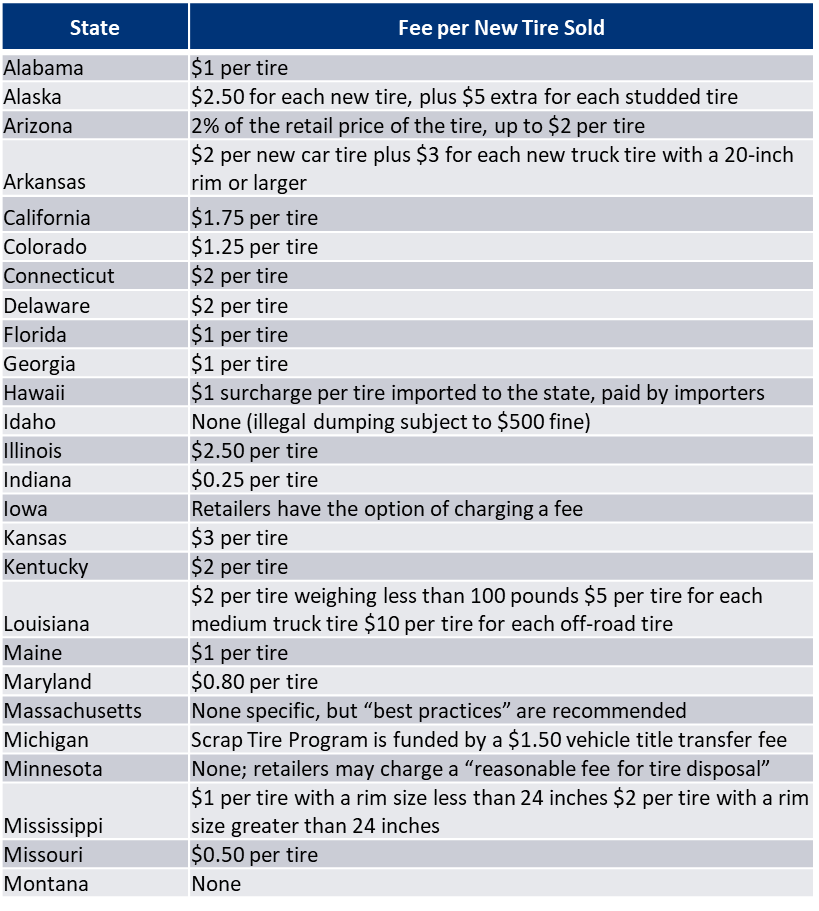 State Fee per New Tire Sold
Alabama $1 per tire
Alaska $2.50 for each new tire, plus $5 extra for each studded tire
Arizona 2% of the retail price of the tire, up to $2 per tire
$2 per new car tire plus $3 for each new truck tire with a 20-inch
Arkansas rim or larger
California $1.75 per tire
Colorado $1.25 per tire
Connecticut $2 per tire
Delaware $2 per tire
Florida $1 per tire
Georgia $1 per tire
Hawaii $1 surcharge per tire imported to the state, paid by importers
Idaho None (illegal dumping subject to $500 fine)
Illinois $2.50 per tire
Indiana $0.25 per tire
Iowa Retailers have the option of charging a fee
Kansas $3 per tire
Kentucky $2 per tire
$2 per tire weighing less than 100 pounds $5 per tire for each
Louisiana medium truck tire $10 per tire for each off-road tire
Maine $1 per tire
Maryland $0.80 per tire
Massachusetts None specific, but “best practices” are recommended
Michigan Scrap Tire Program is funded by a $1.50 vehicle title transfer fee
Minnesota None; retailers may charge a “reasonable fee for tire disposal”
$1 per tire with a rim size less than 24 inches $2 per tire with a rim
Mississippi size greater than 24 inches
Missouri $0.50 per tire
Montana None